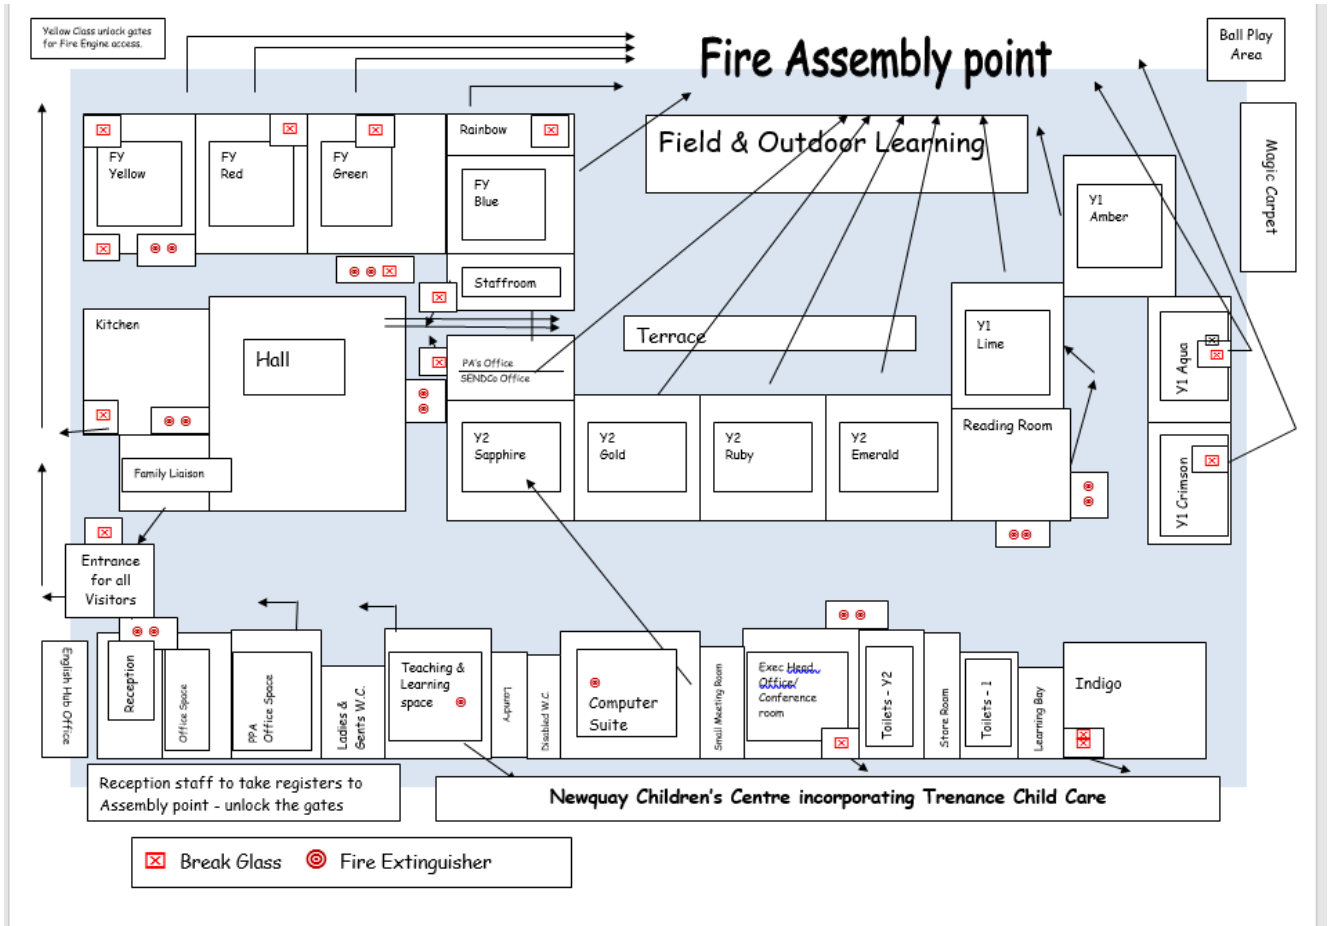 Yellow Class unlock gates
for Fire Engine access.
Fire Assembly point
Ball Play
Area
Magic Carpet
Field & Outdoor Learning
FY
Yellow
FY
Red
FY
Green
Rainbow
FY
Blue
Staffroom
Y1
Amber
Kitchen
Hall
PA's Office
SENDCo Office
Terrace
Y1
Lime
Y1 Aqua
Reading Room
Y2
Sapphire
Y2
Gold
Y2
Ruby
Y2
Emerald
Y1 Crimson
Family Liaison
Entrance
for all
Visitors
English Hub Office
Reception
Office Space
PPA
Office Space
Ladies &
Gents W.C.
Teaching &
Learning
space
Laundry
Disabled W.C.
Computer
Suite
Small Meeting Room
Exec Head
Office/
Conference
room
Toilets - Y2
Store Room
Toilets - 1
Learning Bay
Indigo
Reception staff to take registers to
Assembly point - unlock the gates
Newquay Children's Centre incorporating Trenance Child Care
Break Glass
Fire Extinguisher